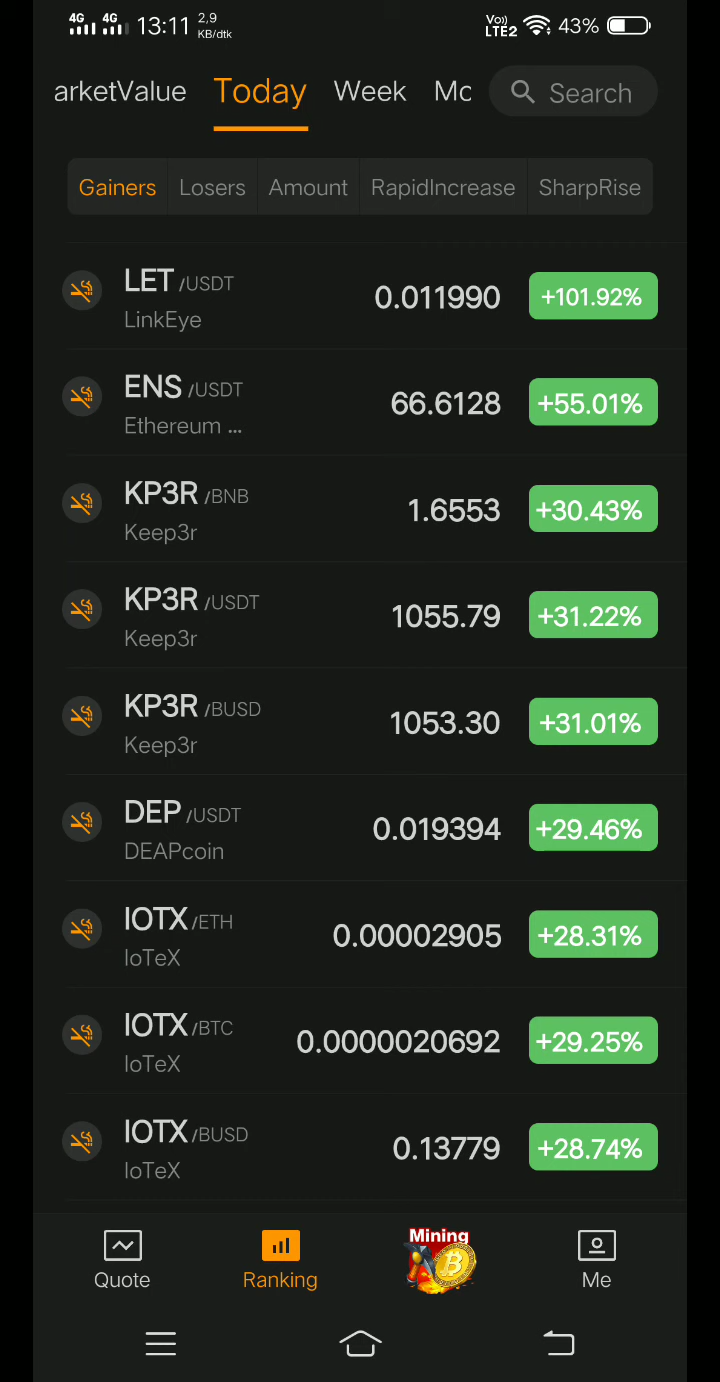 4G 4G 13:11 2,9 KB/dtk Vo)) LTE2 43%
arketValue Today Week Mc Search
Gainers Losers Amount RapidIncrease SharpRise
LET /USDT 0.011990 +101.92%
LinkEye
ENS /USDT 66.6128 +55.01%
Ethereum ...
KP3R /BNB 1.6553 +30.43%
Keep3r
KP3R /USDT 1055.79 +31.22%
Keep3r
KP3R /BUSD 1053.30 +31.01%
Keep3r
DEP /USDT 0.019394 +29.46%
DEAPcoin
IOTX /ETH 0.00002905 +28.31%
IoTeX
IOTX /BTC 0.0000020692 +29.25%
IoTeX
IOTX /BUSD 0.13779 +28.74%
IoTeX
Mining
Quote Ranking Me